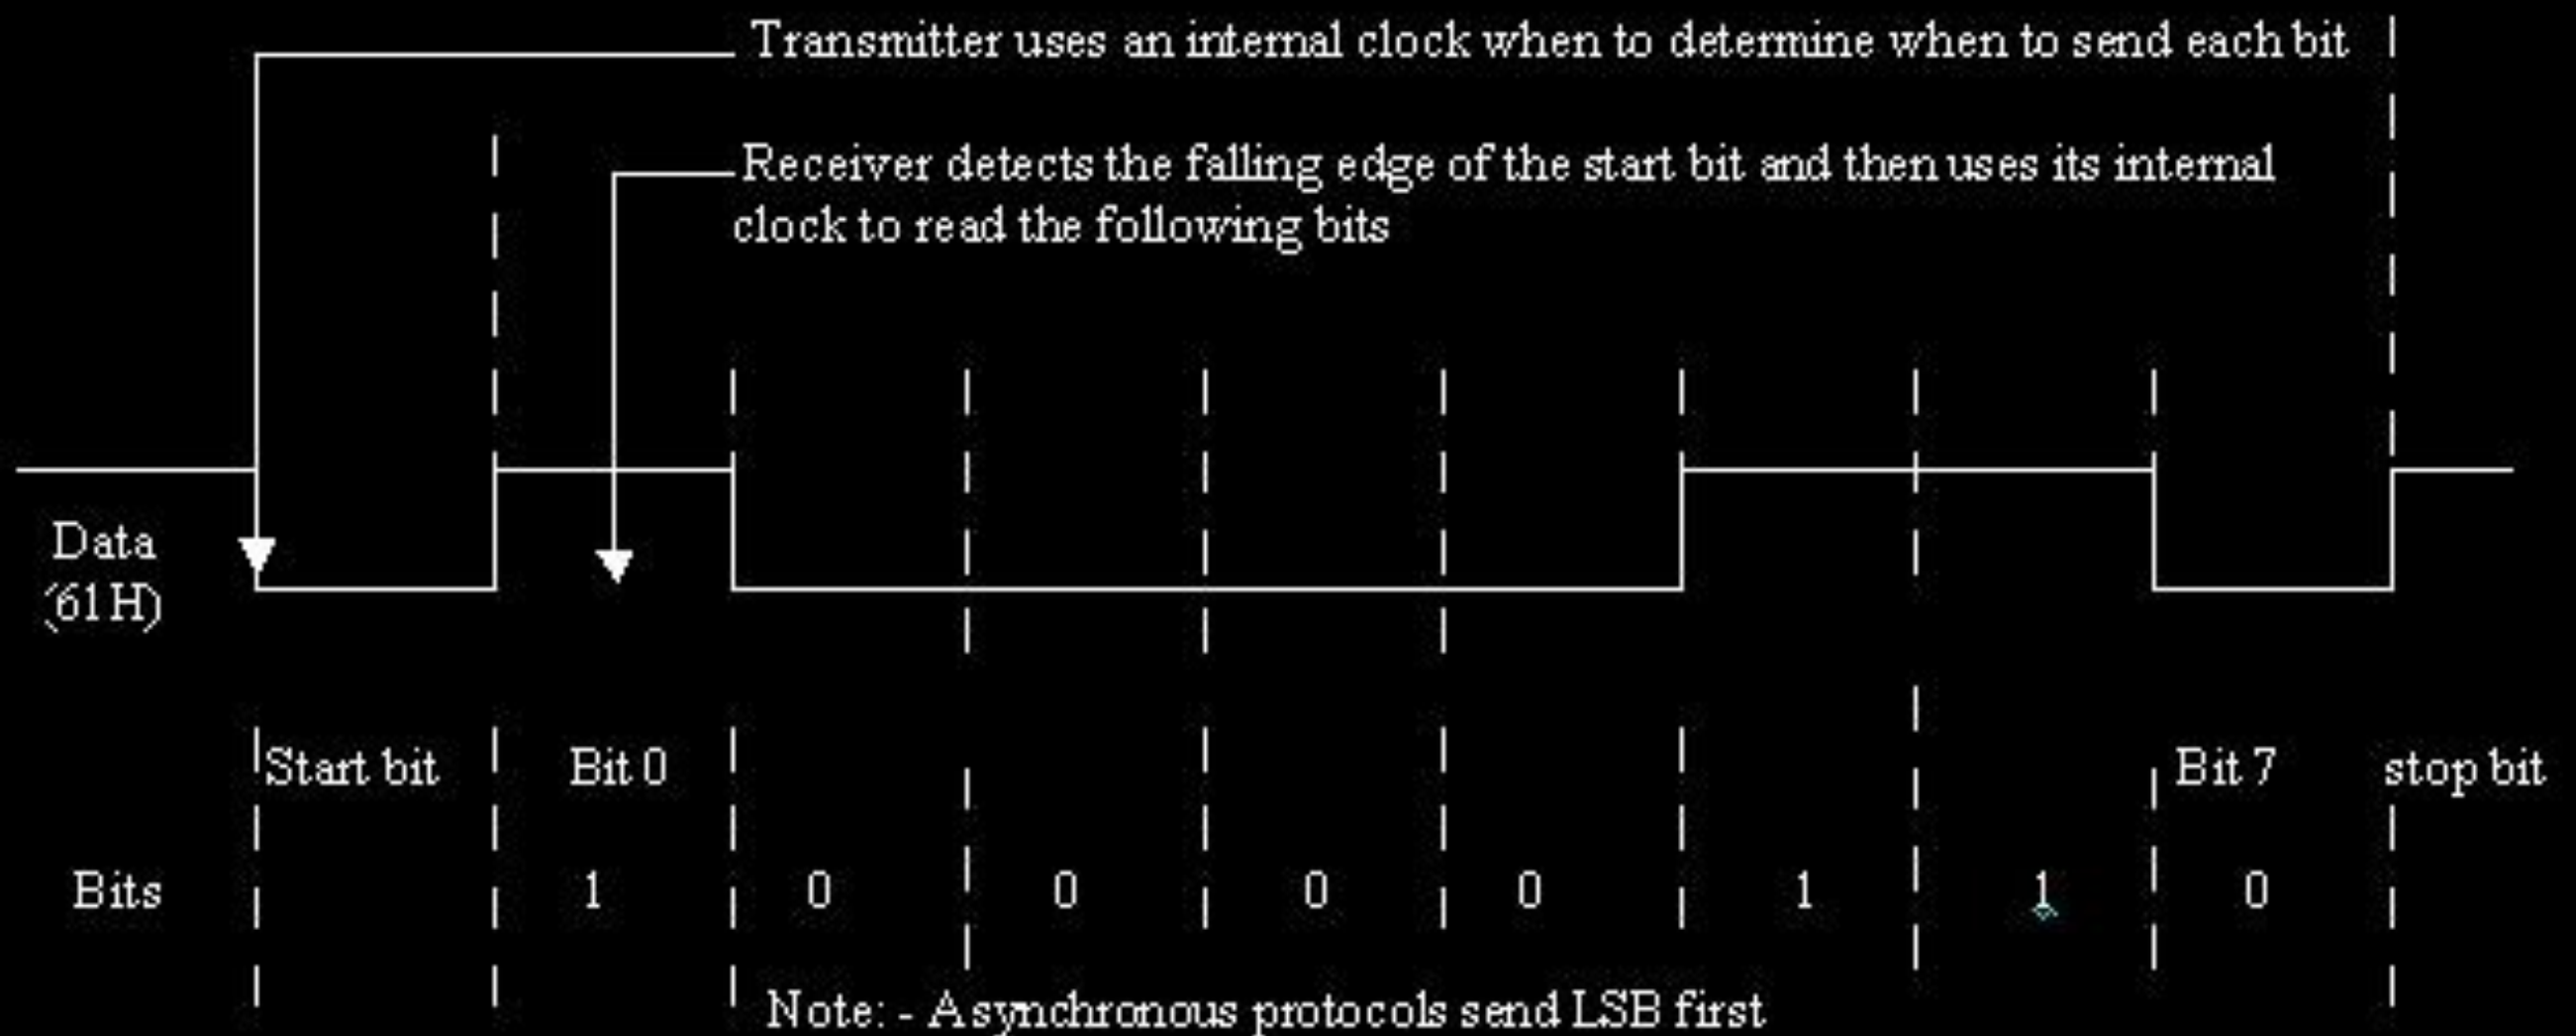 Transmitter uses an internal clock when to determine when to send each bit
Receiver detects the falling edge of the start bit and then uses its internal
clock to read the following bits
Data
(61H)
Start bit Bit 0 Bit 7 stop bit
Bits 1 0 0 0 0 1 1 0
Note: - Asynchronous protocols send LSB first